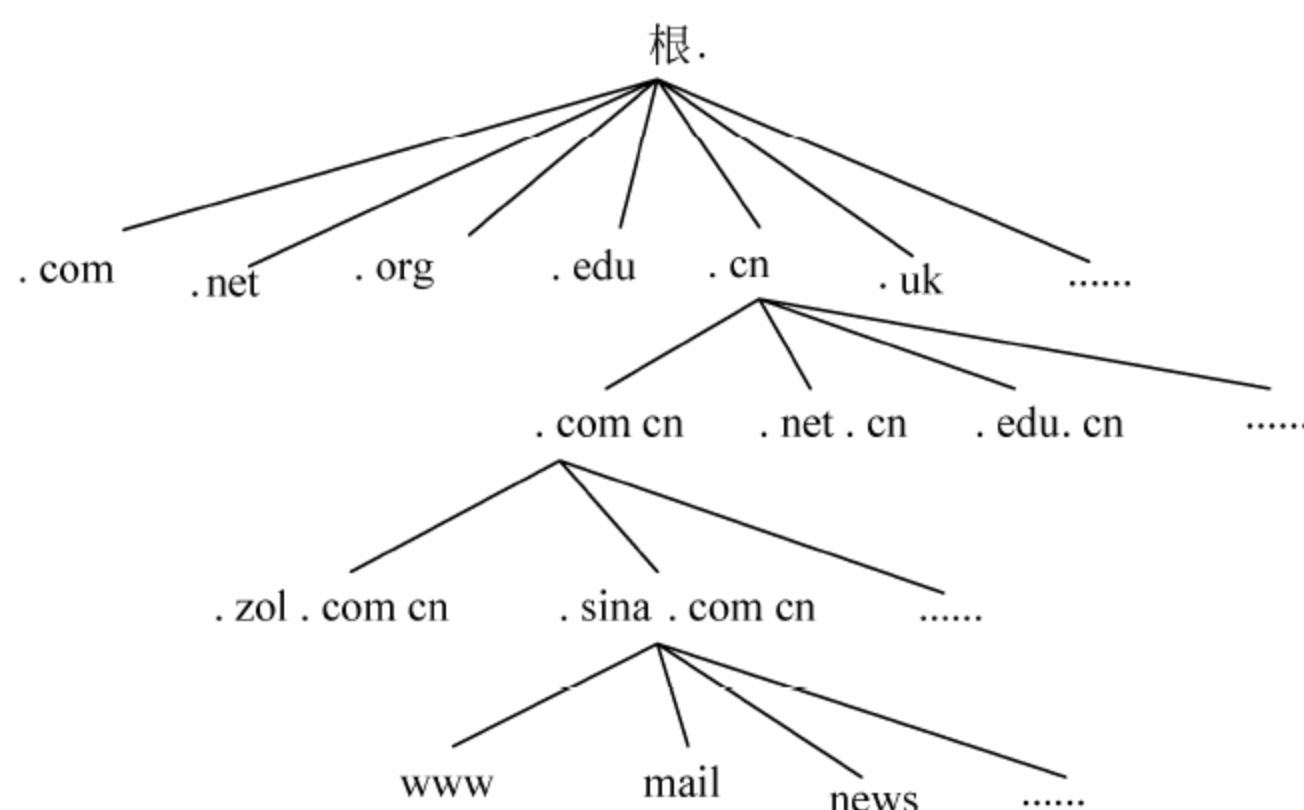 根.
. com .net . org . edu . cn . uk ......
. com cn . net . cn . edu. cn ......
. zol . com cn . sina . com cn ......
www mail news ......